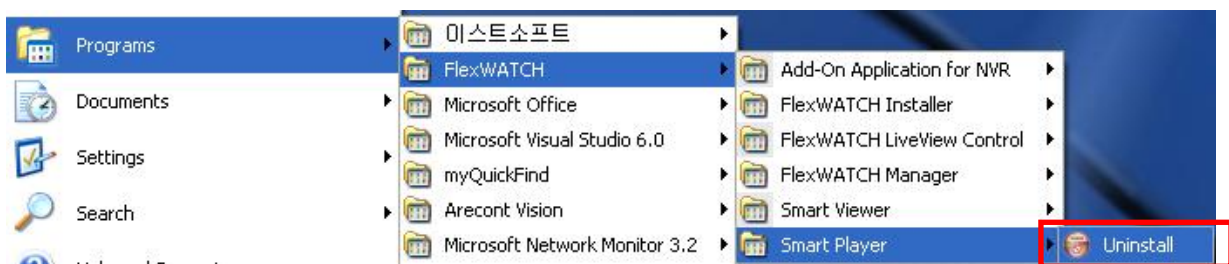 Programs
Documents
Settings
Search
이스트소프트
FlexWATCH
Microsoft Office
Microsoft Visual Studio 6.0
myQuickFind
Arecont Vision
Microsoft Network Monitor 3.2
Add-On Application for NVR
FlexWATCH Installer
FlexWATCH LiveView Control
FlexWATCH Manager
Smart Viewer
Smart Player
Uninstall